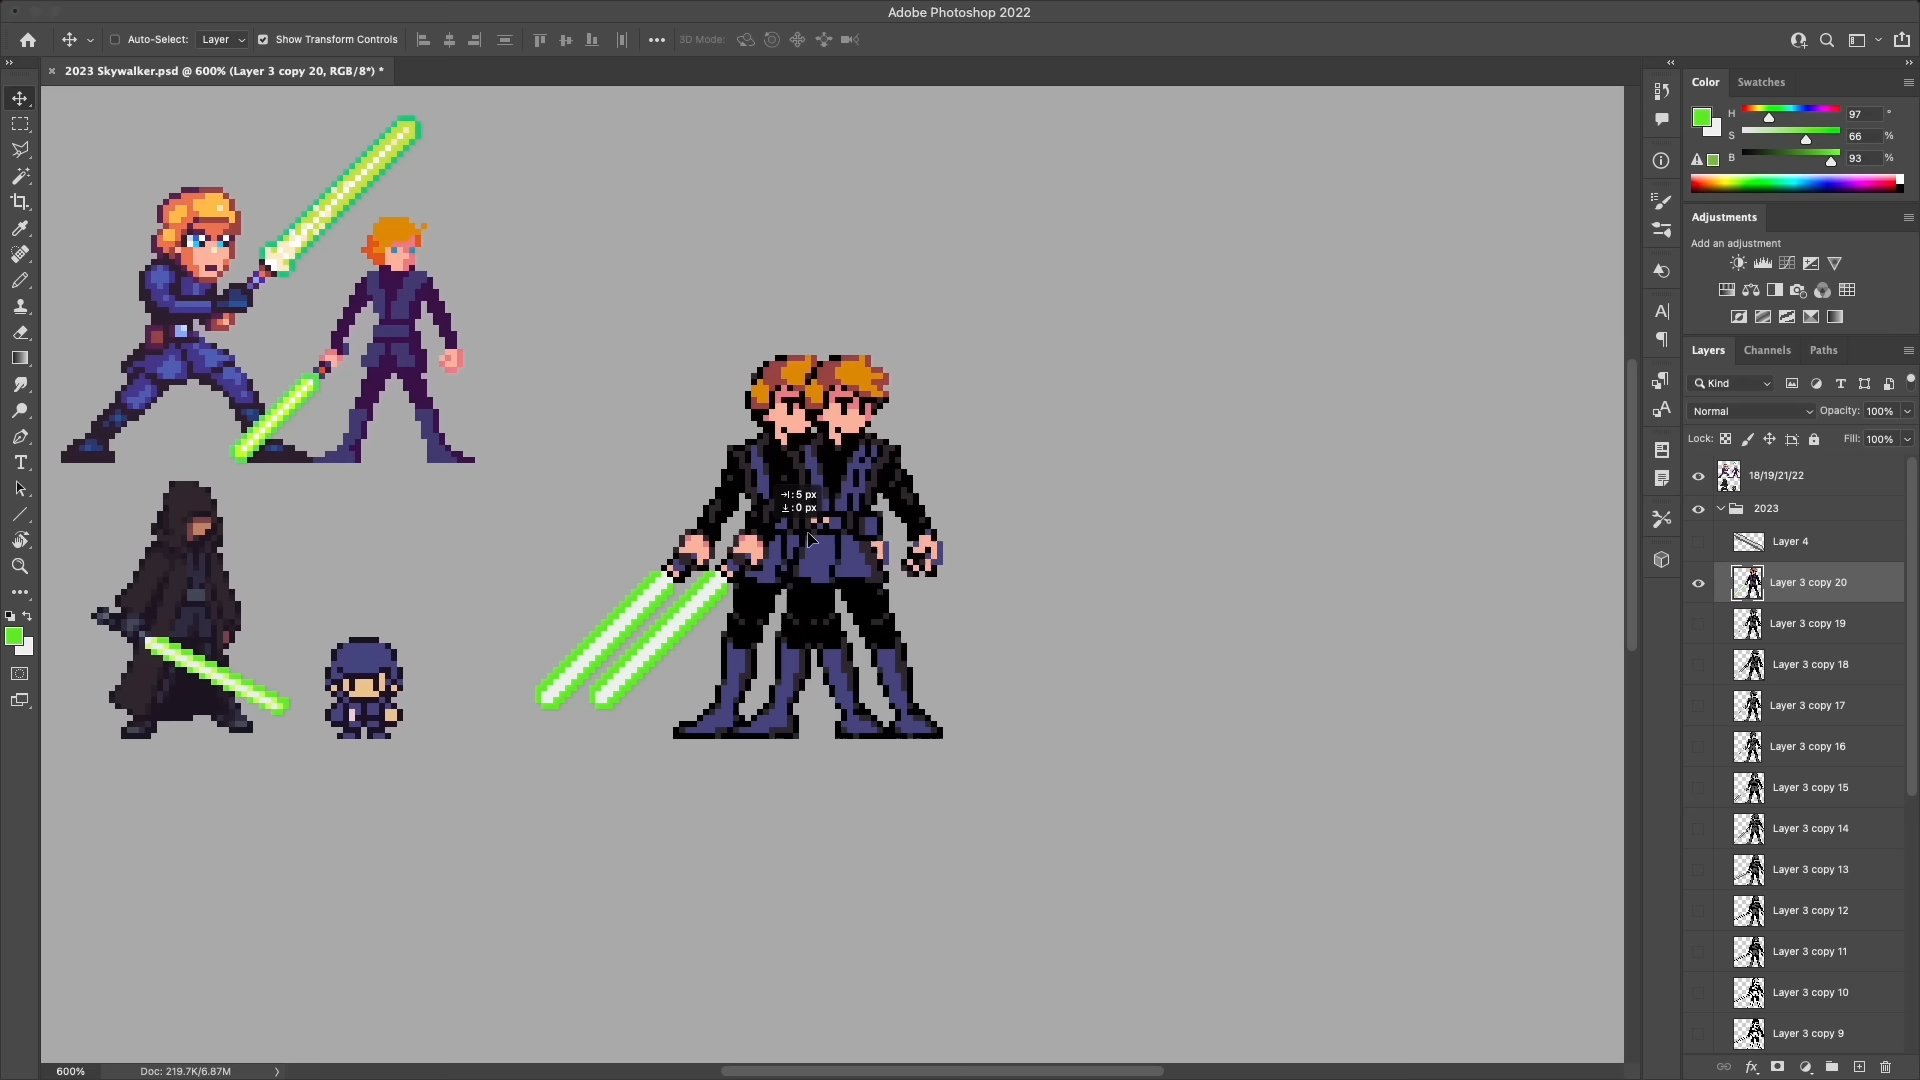 Adobe Photoshop 2022
Auto-Select: Layer Show Transform Controls 3D Mode:
2023 Skywalker.psd @ 600% (Layer 3 copy 20, RGB/8*) *
Color Swatches
H 97 °
S 66 %
B 93 %
Adjustments
Add an adjustment
Layers Channels Paths
Kind
Normal Opacity: 100%
Lock: Fill: 100%
18/19/21/22
2023
Layer 4
Layer 3 copy 20
Layer 3 copy 19
Layer 3 copy 18
Layer 3 copy 17
Layer 3 copy 16
Layer 3 copy 15
Layer 3 copy 14
Layer 3 copy 13
Layer 3 copy 12
Layer 3 copy 11
Layer 3 copy 10
Layer 3 copy 9
→|: 5 px
⤓: 0 px
600% Doc: 219.7K/6.87M